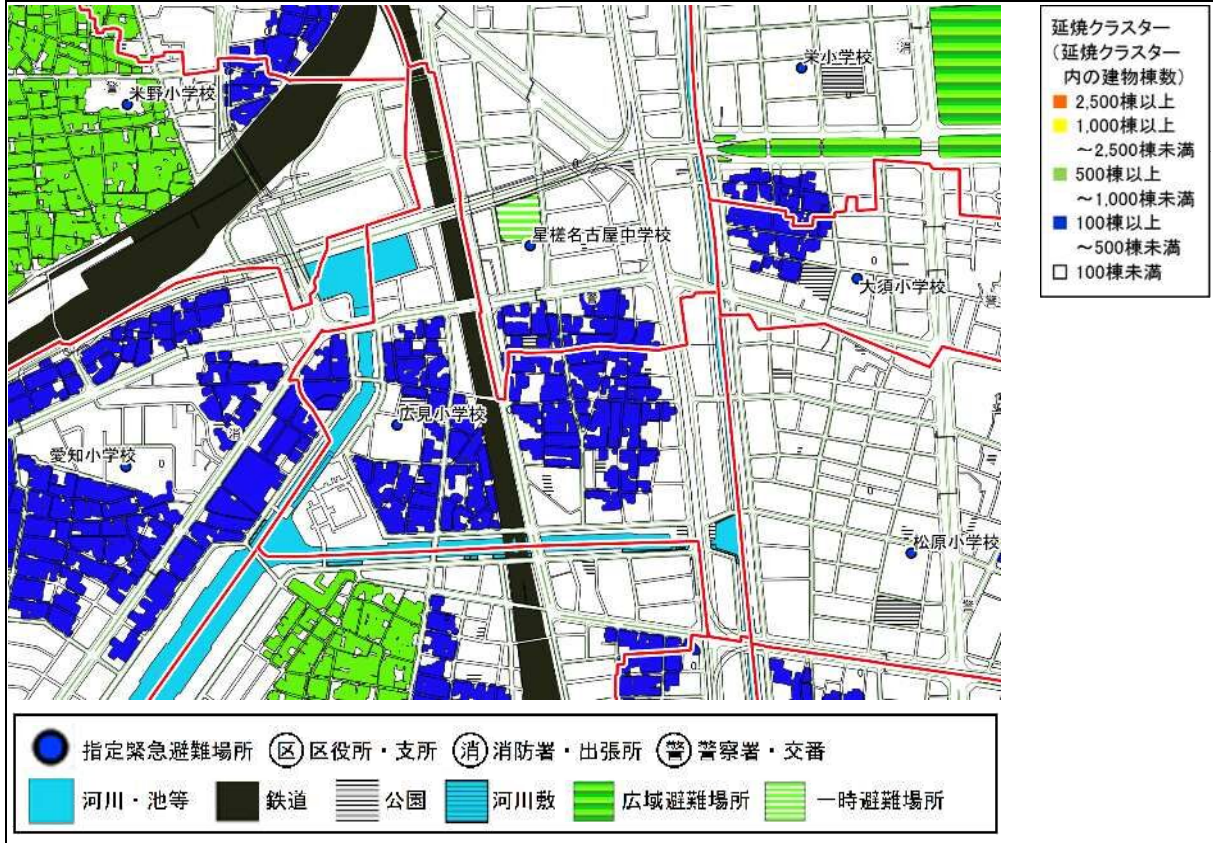 栄小学校
消
警
米野小学校
星槎名古屋中学校
大須小学校
警
警
広見小学校
消
愛知小学校
松原小学校
警
延焼クラスター
(延焼クラスター
内の建物棟数)
2,500棟以上
1,000棟以上
～2,500棟未満
500棟以上
～1,000棟未満
100棟以上
～500棟未満
100棟未満
指定緊急避難場所 区 区役所・支所 消 消防署・出張所 警 警察署・交番
河川・池等 鉄道 公園 河川敷 広域避難場所 一時避難場所